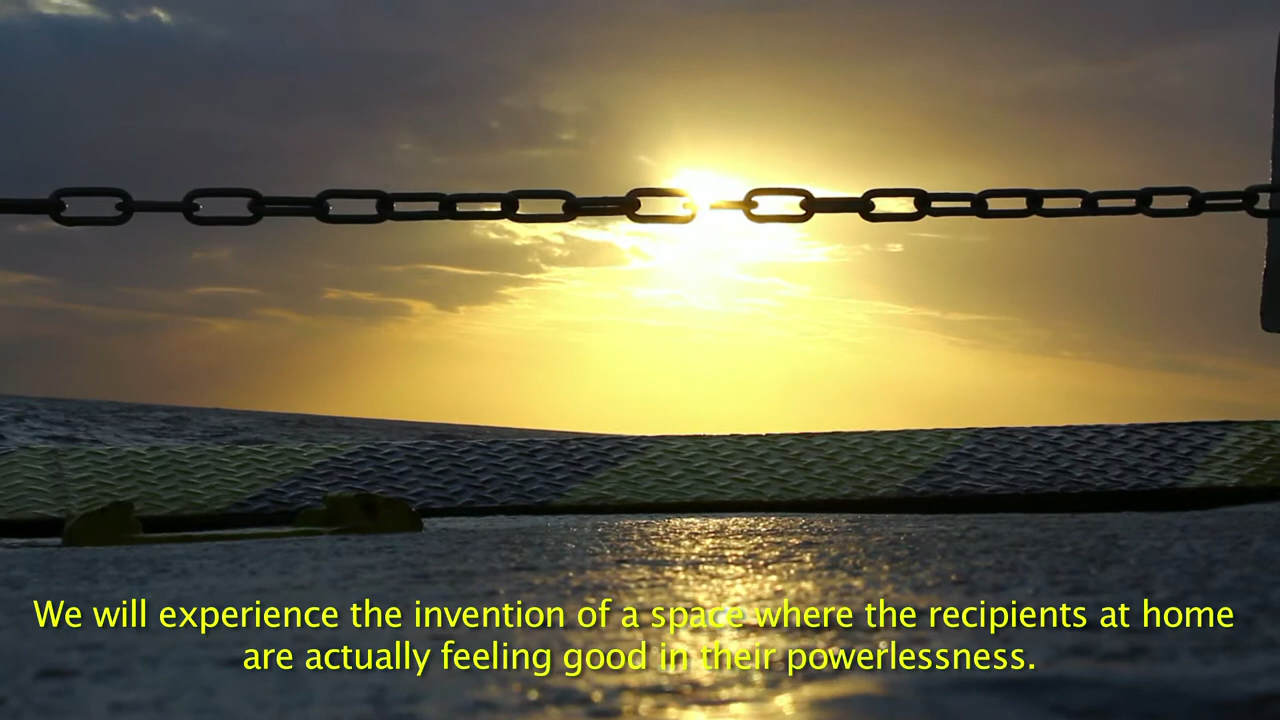 We will experience the invention of a space where the recipients at home
are actually feeling good in their powerlessness.